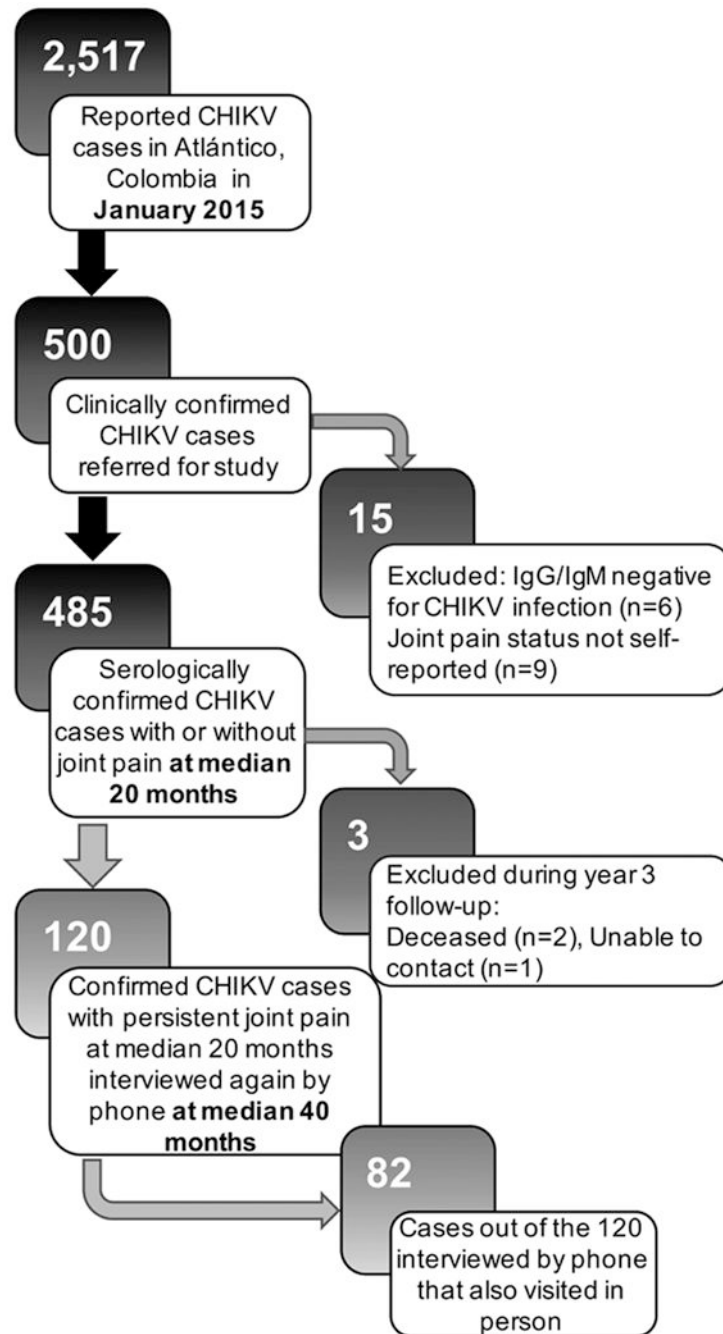 2,517
Reported CHIKV
cases in Atlántico,
Colombia in
January 2015
500
Clinically confirmed
CHIKV cases
referred for study
15
Excluded: IgG/IgM negative
for CHIKV infection (n=6)
Joint pain status not self-
reported (n=9)
485
Serologically
confirmed CHIKV
cases with or without
joint pain at median
20 months
3
Excluded during year 3
follow-up:
Deceased (n=2), Unable to
contact (n=1)
120
Confirmed CHIKV cases
with persistent joint pain
at median 20 months
interviewed again by
phone at median 40
months
82
Cases out of the 120
interviewed by phone
that also visited in
person